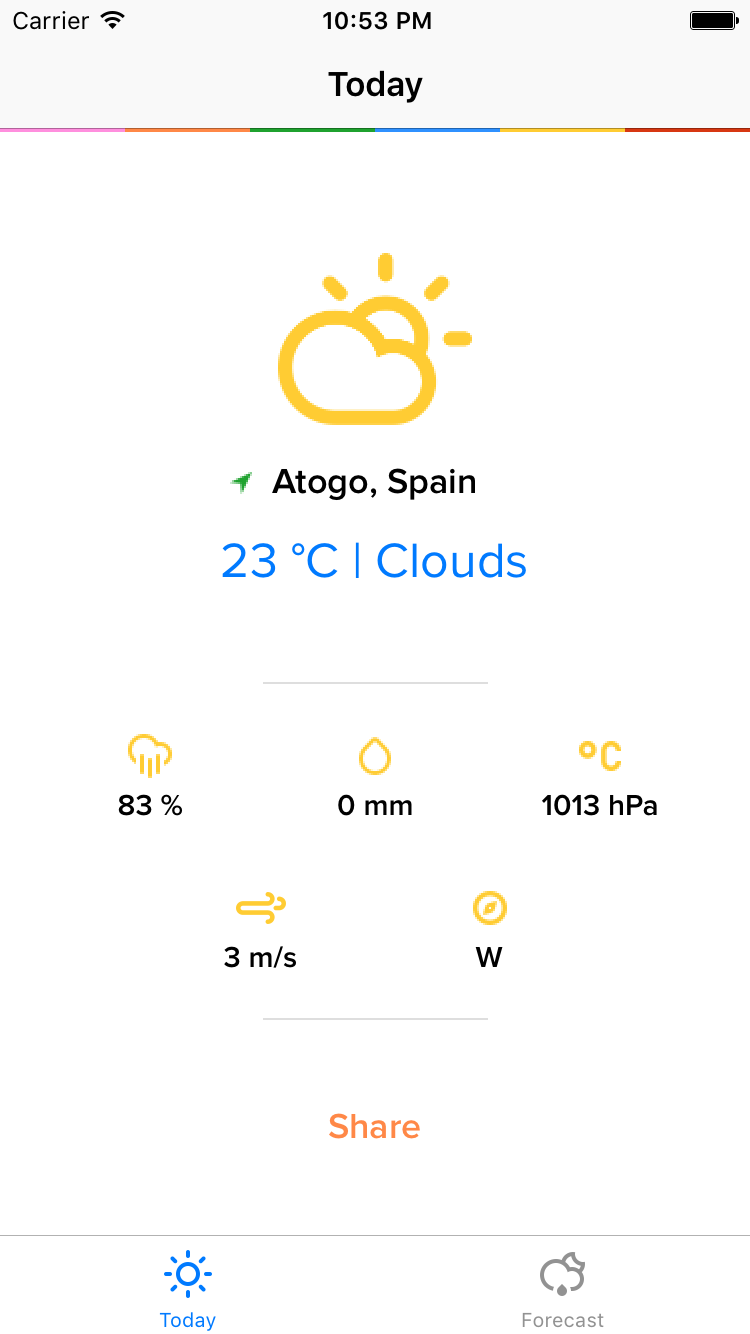 Carrier 10:53 PM
Today
Atogo, Spain
23 °C | Clouds
°C
83 % 0 mm 1013 hPa
3 m/s W
Share
Today Forecast